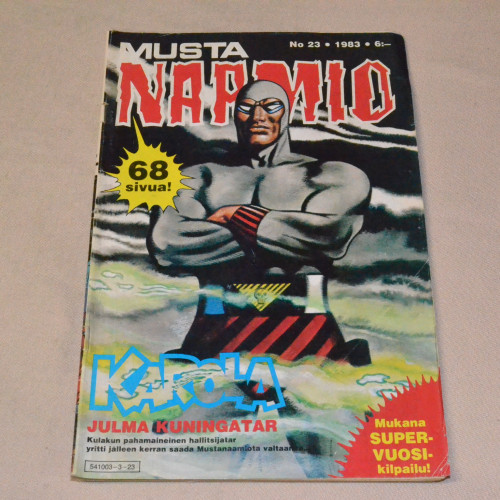 MUSTA
NAAMIO
No 23 • 1983 • 6:–
68
sivua!
KAROLA
JULMA KUNINGATAR
Kulakun pahamaineinen hallitsijatar
yritti jälleen kerran saada Mustanaamiota valtaansa...
Mukana
SUPER-
VUOSI-
kilpailu!
541003-3-23